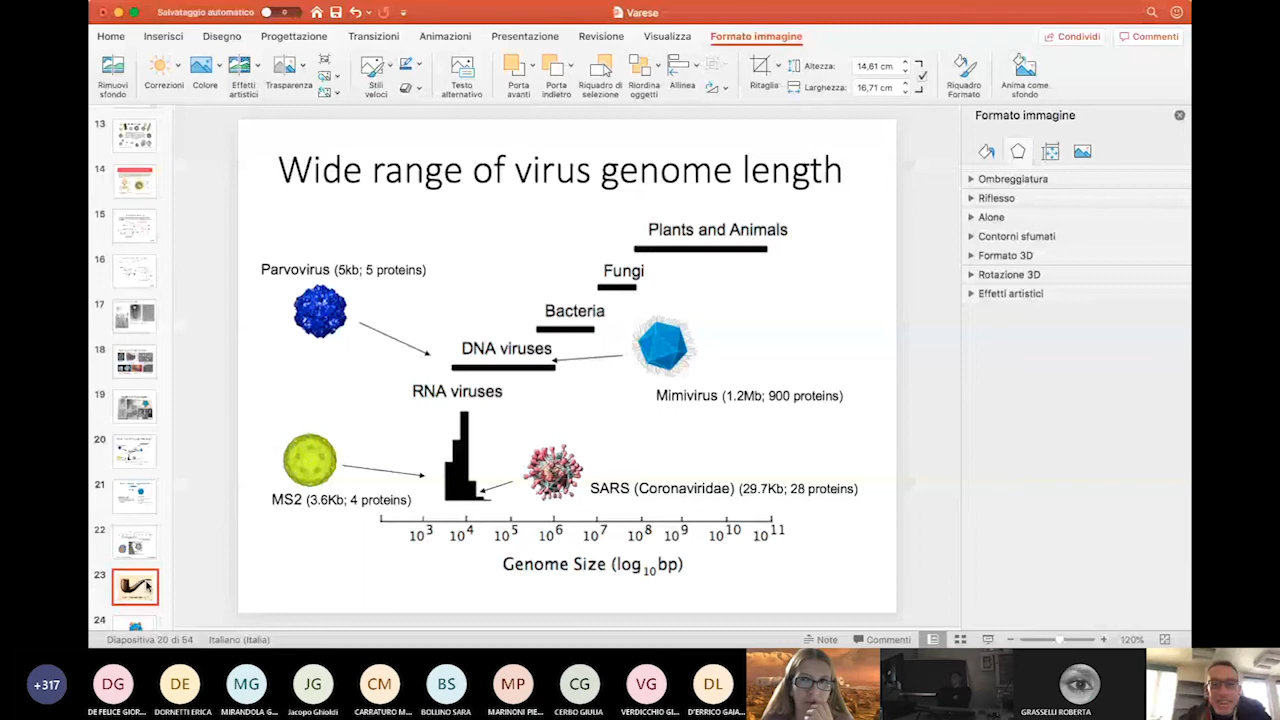 Salvataggio automatico
Varese
Home Inserisci Disegno Progettazione Transizioni Animazioni Presentazione Revisione Visualizza Formato immagine
Condividi Commenti
Rimuovi sfondo
Correzioni
Colore
Effetti artistici
Trasparenza
Stili veloci
Testo alternativo
Porta avanti
Porta indietro
Riquadro di selezione
Riordina oggetti
Allinea
Ritaglia
Altezza: 14,61 cm
Larghezza: 16,71 cm
Riquadro Formato
Anima come sfondo
13
14
15
16
17
18
19
20
21
22
23
24
Wide range of virus genome length
Plants and Animals
Fungi
Parvovirus (5kb; 5 proteins)
Bacteria
DNA viruses
RNA viruses
Mimivirus (1.2Mb; 900 proteins)
MS2 (3.6Kb; 4 proteins)
SARS (Coronaviridae) (29.7Kb; 28 proteins)
10³ 10⁴ 10⁵ 10⁶ 10⁷ 10⁸ 10⁹ 10¹⁰ 10¹¹
Genome Size (log₁₀bp)
Formato immagine
Ombreggiatura
Riflesso
Alone
Contorni sfumati
Formato 3D
Rotazione 3D
Effetti artistici
Diapositiva 20 di 54 Italiano (Italia)
Note Commenti 120%
+317 DG DE MG JG CM BS MP CG VG DL
DE FELICE GIOR... DORNETTI ERICA MIRANDOLA G... Jacopo Ghioldi CARRATURO M... BOLLINO SARA MARINONI PIE... CERBO GIULIA VERDICCHIO GI... D'ERRICO GAIA... GRASSELLI ROBERTA